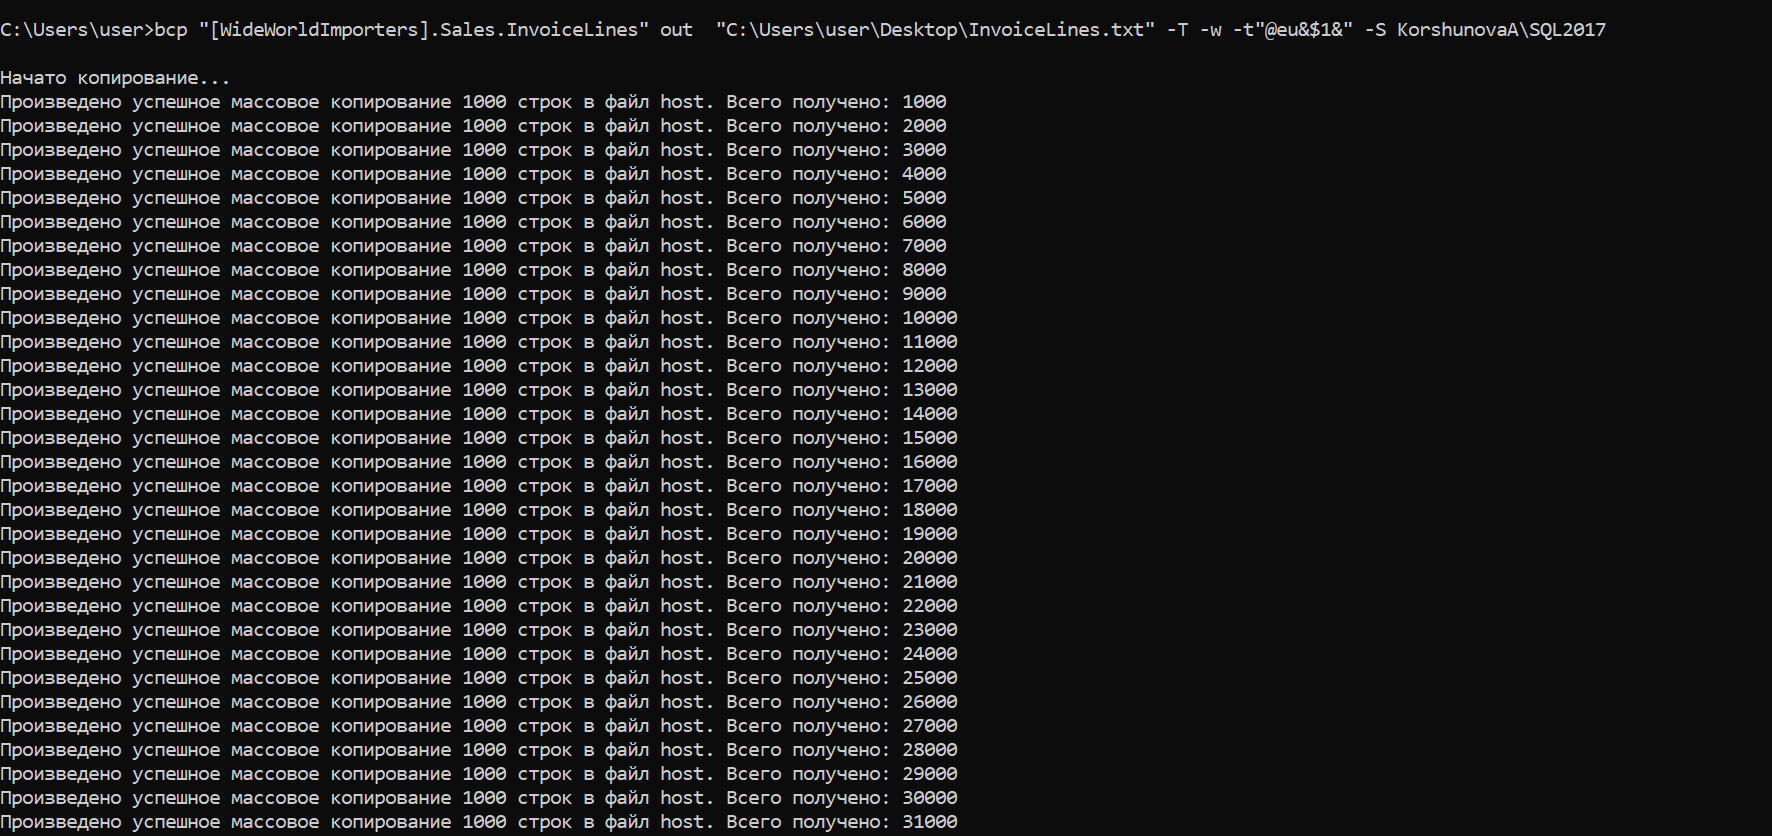 C:\Users\user>bcp "[WideWorldImporters].Sales.InvoiceLines" out  "C:\Users\user\Desktop\InvoiceLines.txt" -T -w -t"@eu&$1&" -S KorshunovaA\SQL2017
Начато копирование...
Произведено успешное массовое копирование 1000 строк в файл host. Всего получено: 1000
Произведено успешное массовое копирование 1000 строк в файл host. Всего получено: 2000
Произведено успешное массовое копирование 1000 строк в файл host. Всего получено: 3000
Произведено успешное массовое копирование 1000 строк в файл host. Всего получено: 4000
Произведено успешное массовое копирование 1000 строк в файл host. Всего получено: 5000
Произведено успешное массовое копирование 1000 строк в файл host. Всего получено: 6000
Произведено успешное массовое копирование 1000 строк в файл host. Всего получено: 7000
Произведено успешное массовое копирование 1000 строк в файл host. Всего получено: 8000
Произведено успешное массовое копирование 1000 строк в файл host. Всего получено: 9000
Произведено успешное массовое копирование 1000 строк в файл host. Всего получено: 10000
Произведено успешное массовое копирование 1000 строк в файл host. Всего получено: 11000
Произведено успешное массовое копирование 1000 строк в файл host. Всего получено: 12000
Произведено успешное массовое копирование 1000 строк в файл host. Всего получено: 13000
Произведено успешное массовое копирование 1000 строк в файл host. Всего получено: 14000
Произведено успешное массовое копирование 1000 строк в файл host. Всего получено: 15000
Произведено успешное массовое копирование 1000 строк в файл host. Всего получено: 16000
Произведено успешное массовое копирование 1000 строк в файл host. Всего получено: 17000
Произведено успешное массовое копирование 1000 строк в файл host. Всего получено: 18000
Произведено успешное массовое копирование 1000 строк в файл host. Всего получено: 19000
Произведено успешное массовое копирование 1000 строк в файл host. Всего получено: 20000
Произведено успешное массовое копирование 1000 строк в файл host. Всего получено: 21000
Произведено успешное массовое копирование 1000 строк в файл host. Всего получено: 22000
Произведено успешное массовое копирование 1000 строк в файл host. Всего получено: 23000
Произведено успешное массовое копирование 1000 строк в файл host. Всего получено: 24000
Произведено успешное массовое копирование 1000 строк в файл host. Всего получено: 25000
Произведено успешное массовое копирование 1000 строк в файл host. Всего получено: 26000
Произведено успешное массовое копирование 1000 строк в файл host. Всего получено: 27000
Произведено успешное массовое копирование 1000 строк в файл host. Всего получено: 28000
Произведено успешное массовое копирование 1000 строк в файл host. Всего получено: 29000
Произведено успешное массовое копирование 1000 строк в файл host. Всего получено: 30000
Произведено успешное массовое копирование 1000 строк в файл host. Всего получено: 31000